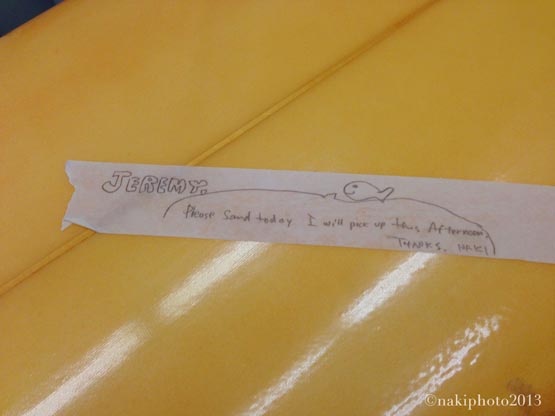 JEREMY.
Please Sand today I will pick up this Afternoon
THANKS. NAKI
©nakiphoto2013